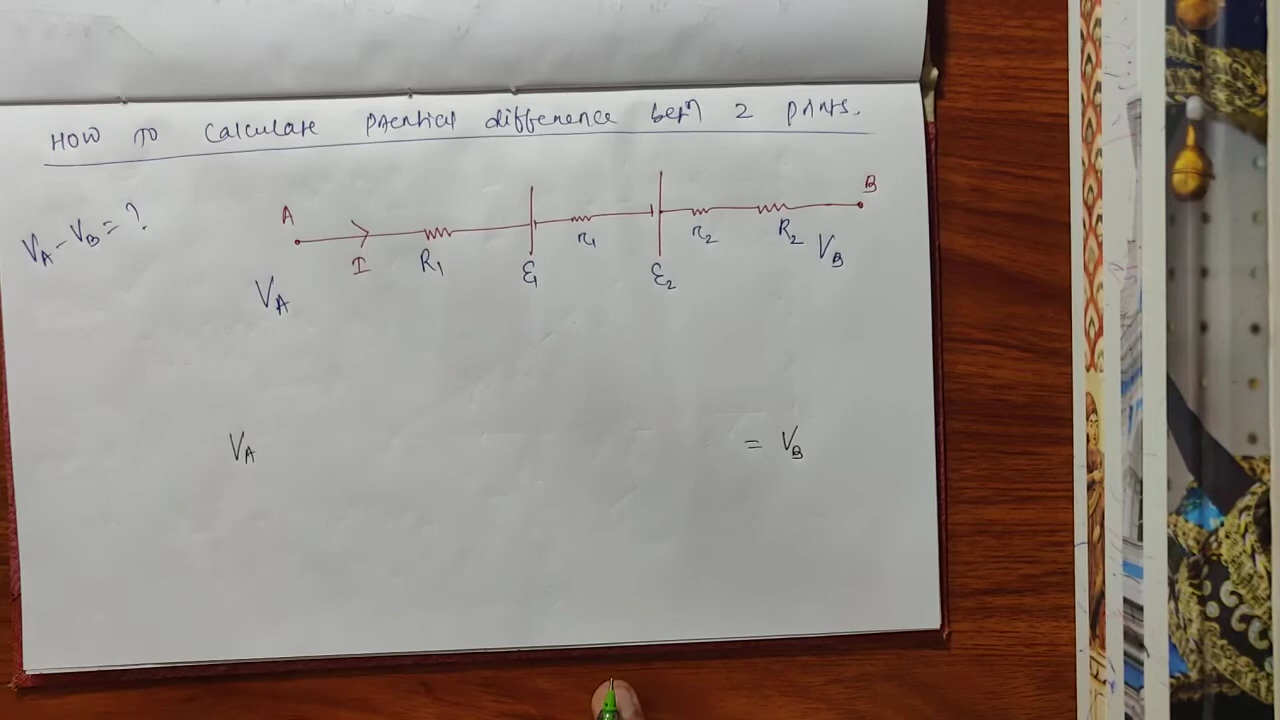 HOW TO Calculate potential difference betn 2 points.
VA - VB = ?
A
B
I
R1
ε1
r1
ε2
r2
R2
VB
VA
VA = VB